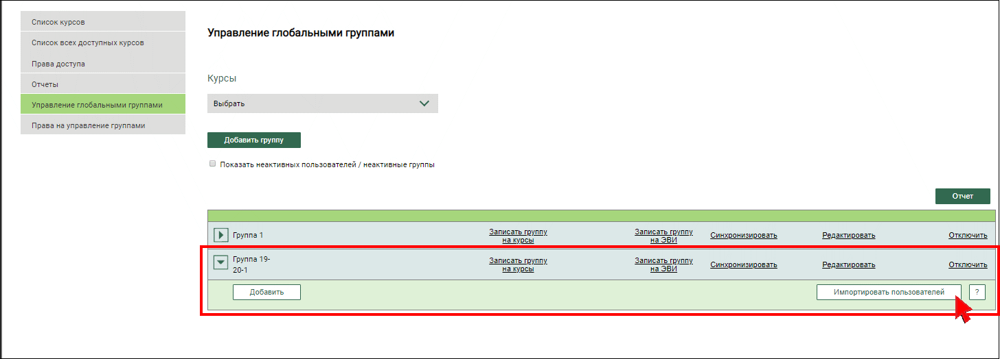 Список курсов
Список всех доступных курсов
Права доступа
Отчеты
Управление глобальными группами
Права на управление группами
Управление глобальными группами
Курсы
Выбрать
Добавить группу
Показать неактивных пользователей / неактивные группы
Отчет
Группа 1
Записать группу
на курсы
Записать группу
на ЭВИ
Синхронизировать
Редактировать
Отключить
Группа 19-
20-1
Записать группу
на курсы
Записать группу
на ЭВИ
Синхронизировать
Редактировать
Отключить
Добавить
Импортировать пользователей
?